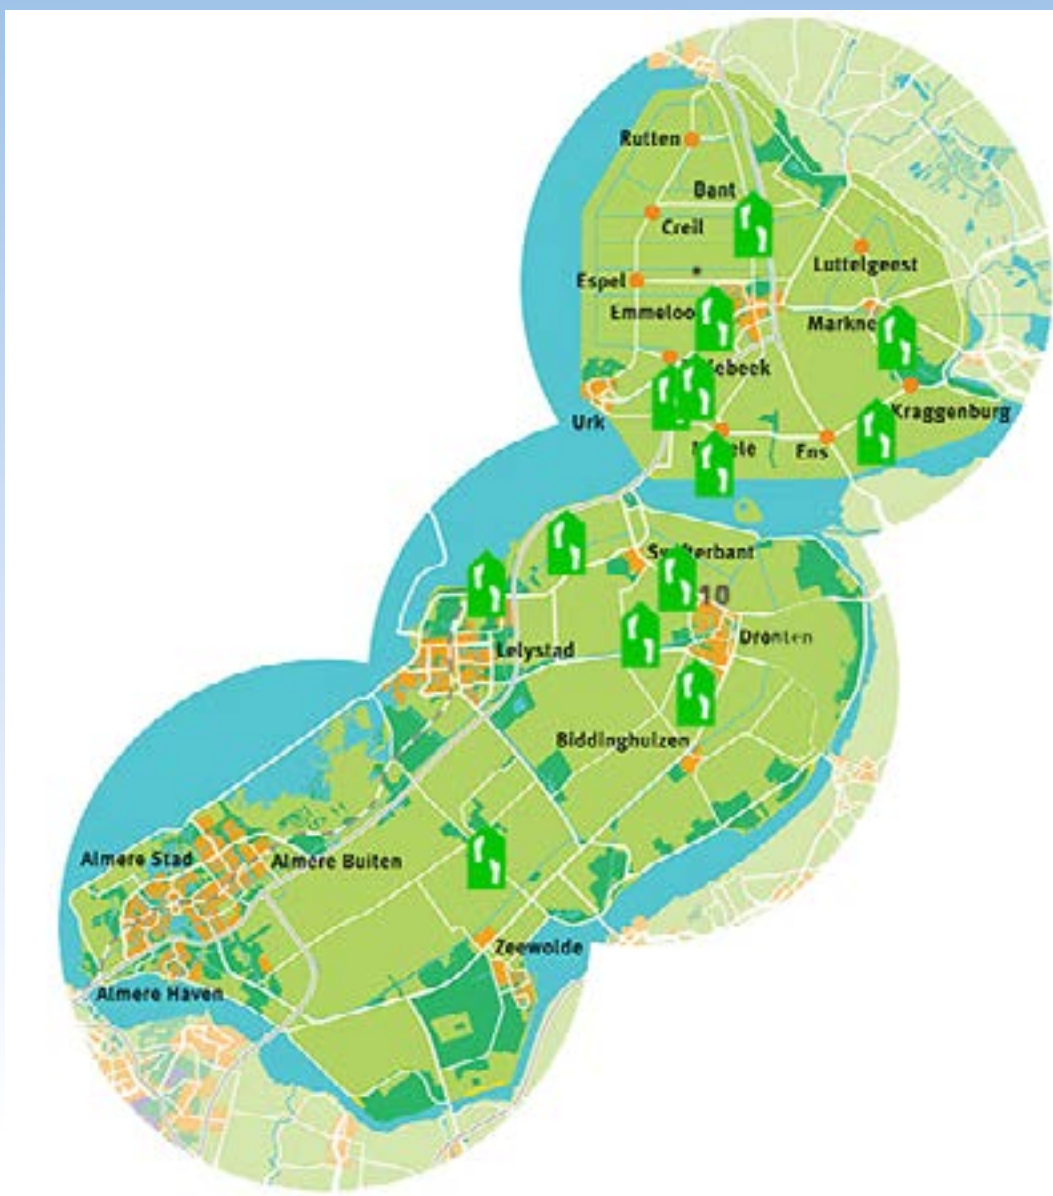 Rutten
Bant
Creil
Luttelgeest
Espel
Emmeloo
Markne
ebeek
Kraggenburg
Urk
ele
Ens
Swifterbant
10
Dronten
Lelystad
Biddinghuizen
Almere Stad
Almere Buiten
Zeewolde
Almere Haven